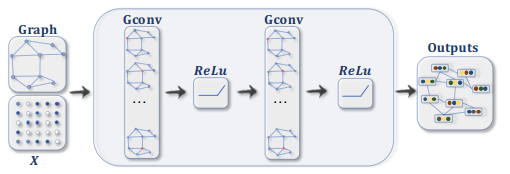 Graph
X
Gconv
...
ReLu
Gconv
...
ReLu
Outputs